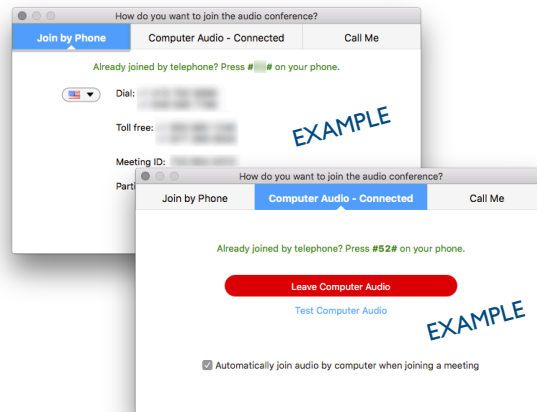 How do you want to join the audio conference?
Join by Phone Computer Audio - Connected Call Me
Already joined by telephone? Press # # on your phone.
Dial:
Toll free:
EXAMPLE
Meeting ID:
Parti
How do you want to join the audio conference?
Join by Phone Computer Audio - Connected Call Me
Already joined by telephone? Press #52# on your phone.
Leave Computer Audio
Test Computer Audio
EXAMPLE
Automatically join audio by computer when joining a meeting